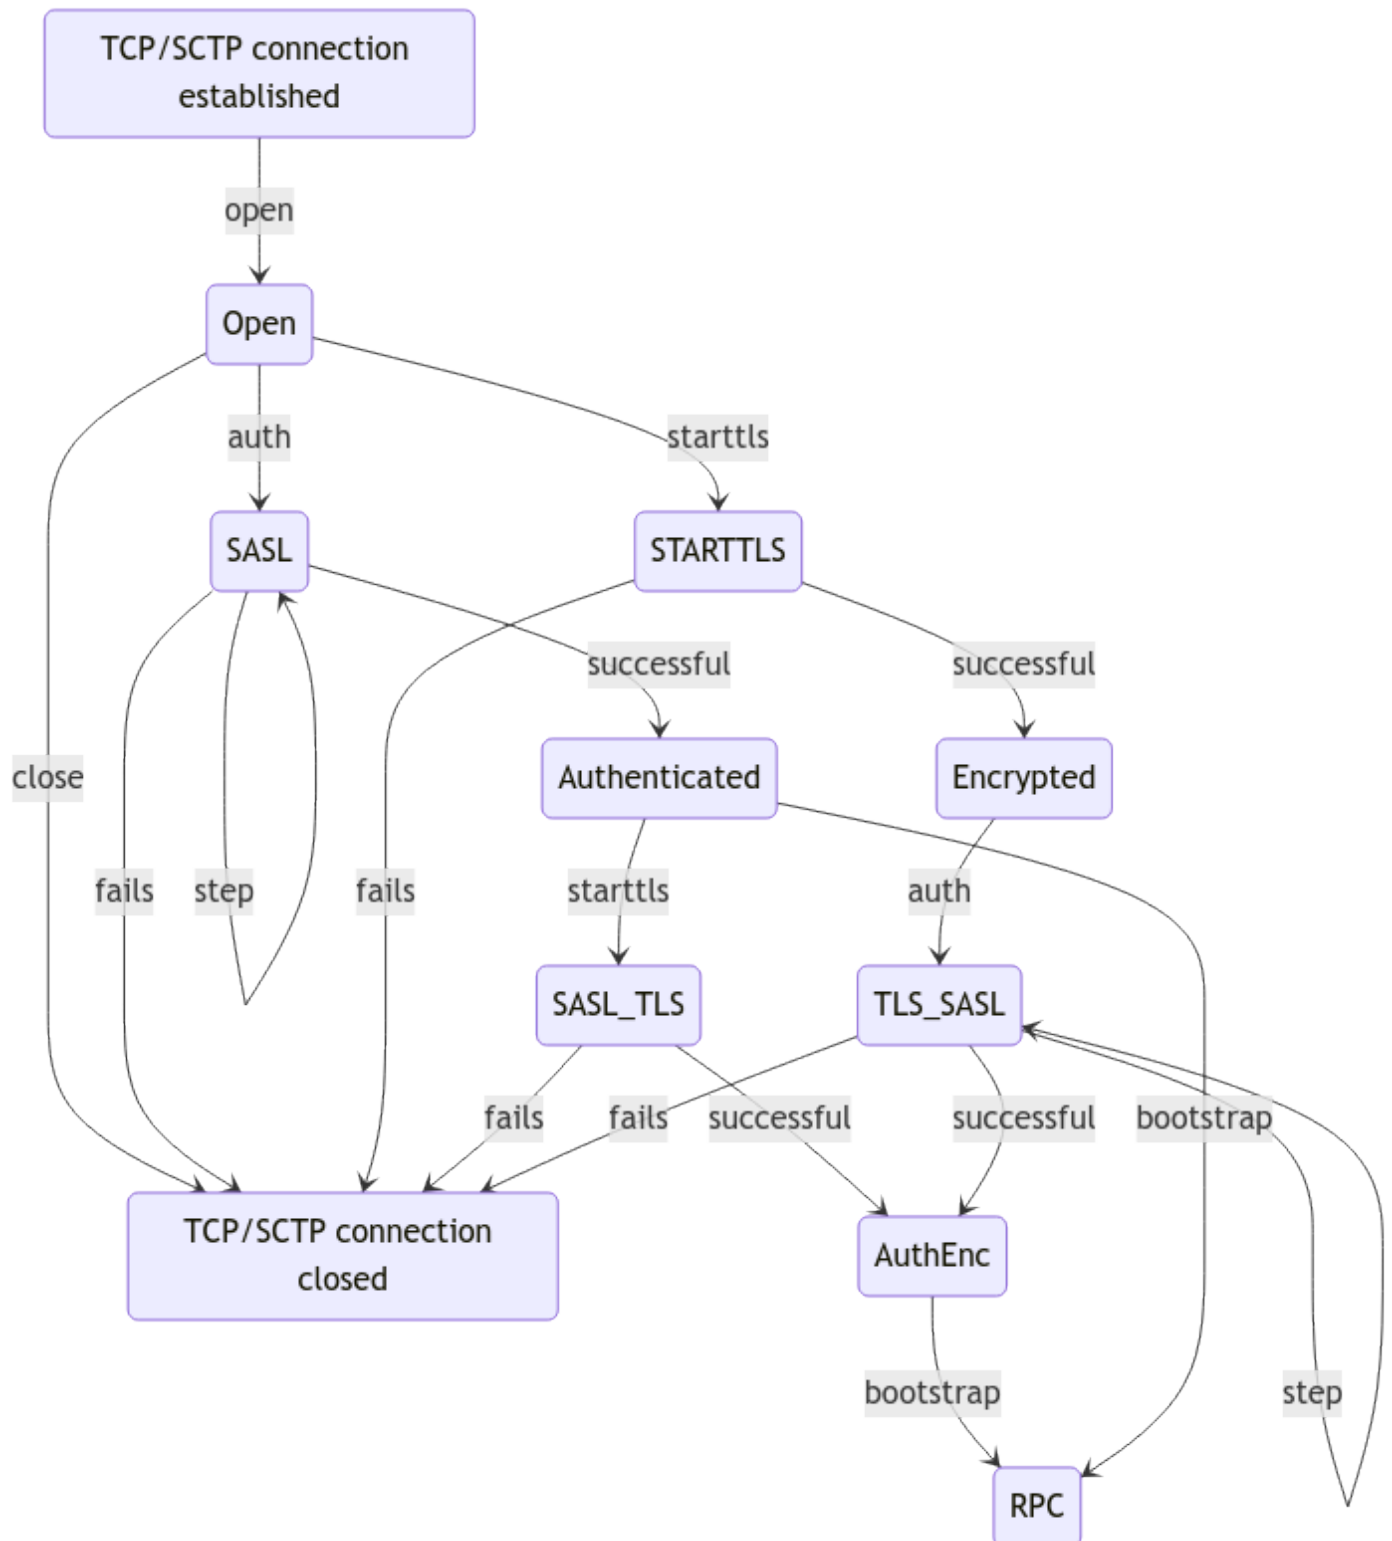 TCP/SCTP connection
established
open
Open
auth
starttls
SASL
STARTTLS
successful
successful
close
Authenticated
Encrypted
fails
step
fails
starttls
auth
SASL_TLS
TLS_SASL
fails
fails
successful
successful
bootstrap
TCP/SCTP connection
closed
AuthEnc
bootstrap
step
RPC